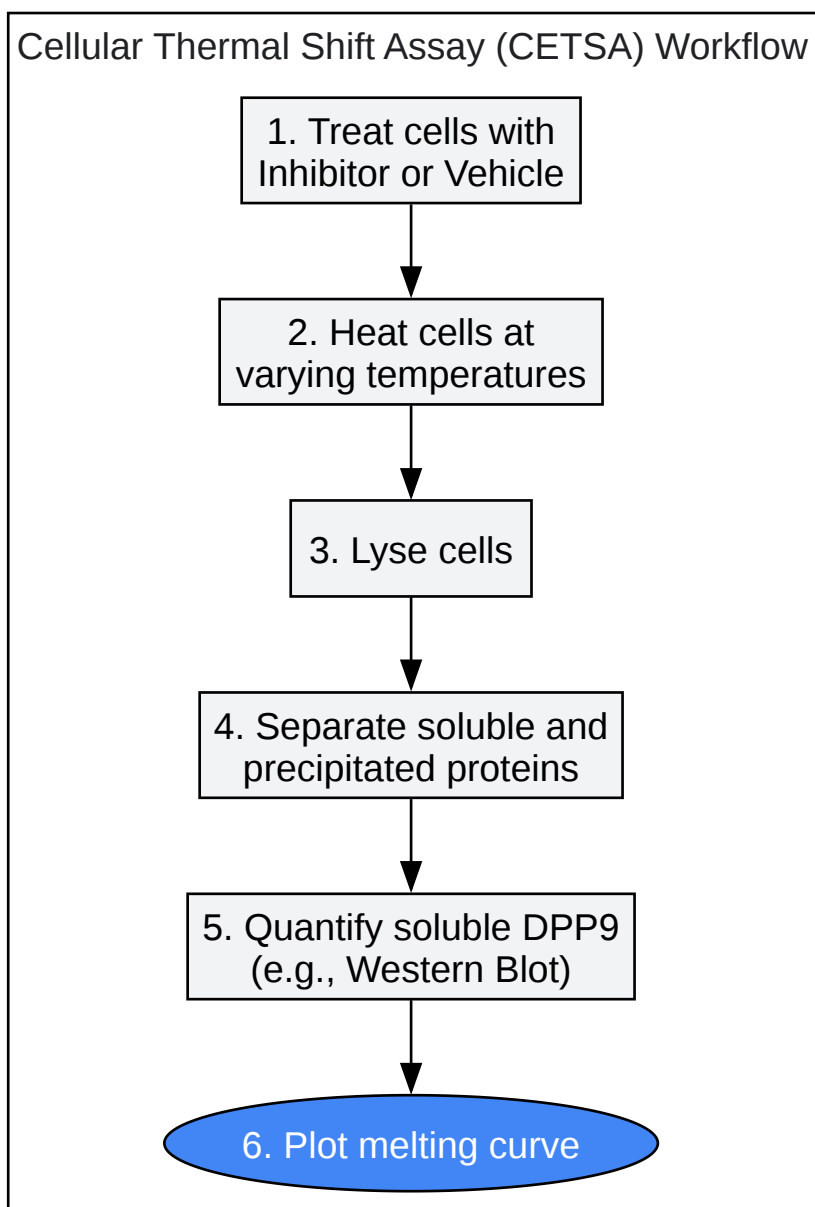 Cellular Thermal Shift Assay (CETSA) Workflow
1. Treat cells with
Inhibitor or Vehicle
2. Heat cells at
varying temperatures
3. Lyse cells
4. Separate soluble and
precipitated proteins
5. Quantify soluble DPP9
(e.g., Western Blot)
6. Plot melting curve